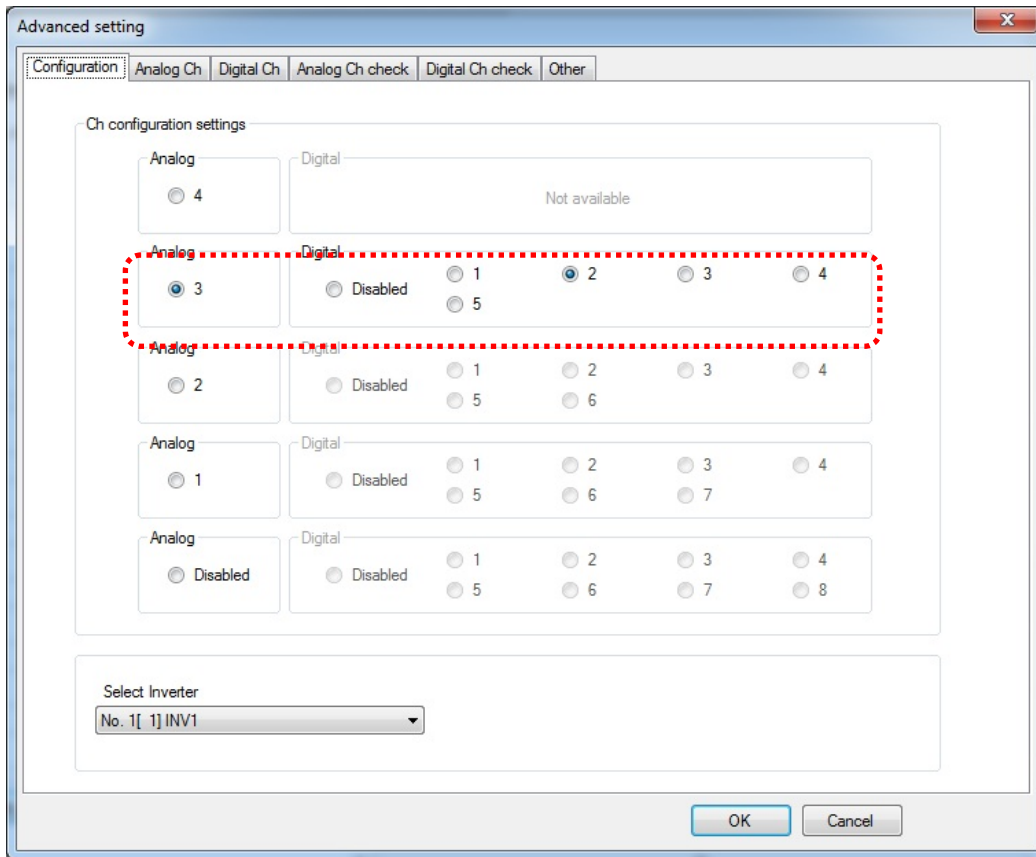 Advanced setting
Configuration Analog Ch Digital Ch Analog Ch check Digital Ch check Other
Ch configuration settings
Analog Digital
4 Not available
Analog Digital
3 Disabled 1 2 3 4
5
Analog Digital
2 Disabled 1 2 3 4
5 6
Analog Digital
1 Disabled 1 2 3 4
5 6 7
Analog Digital
Disabled Disabled 1 2 3 4
5 6 7 8
Select Inverter
No. 1[ 1] INV1
OK Cancel